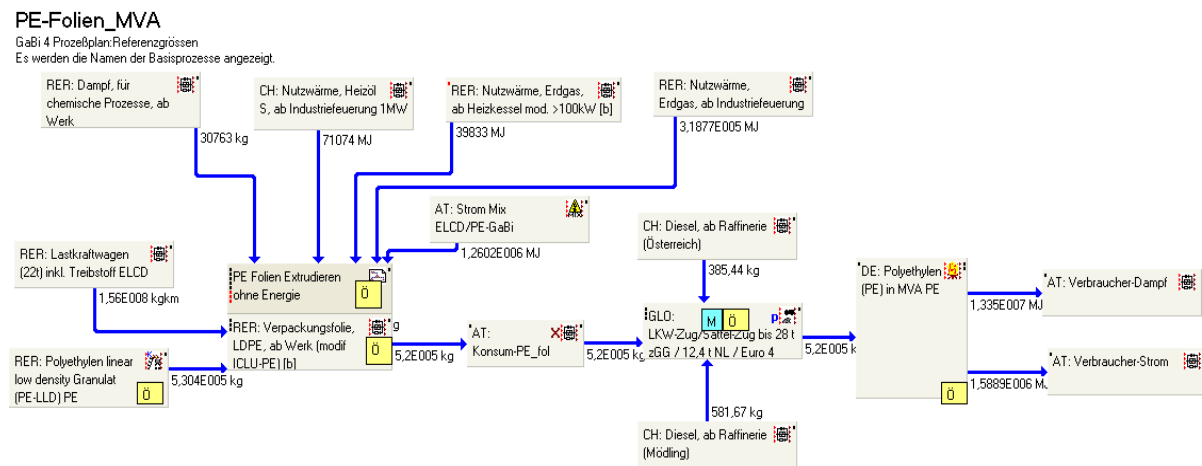 PE-Folien_MVA
GaBi 4 Prozeßplan:Referenzgrössen
Es werden die Namen der Basisprozesse angezeigt.
RER: Dampf, für
chemische Prozesse, ab
Werk
CH: Nutzwärme, Heizöl
S, ab Industriefeuerung 1MW
RER: Nutzwärme, Erdgas,
ab Heizkessel mod. >100kW [b]
RER: Nutzwärme,
Erdgas, ab Industriefeuerung
30763 kg
71074 MJ
39833 MJ
3,1877E005 MJ
AT: Strom Mix
ELCD/PE-GaBi
1,2602E006 MJ
CH: Diesel, ab Raffinerie
(Österreich)
385,44 kg
RER: Lastkraftwagen
(22t) inkl. Treibstoff ELCD
1,56E008 kgkm
PE Folien Extrudieren
ohne Energie
Ö
RER: Verpackungsfolie,
LDPE, ab Werk (modif
ICLU-PE) [b]
Ö
g
5,2E005 kg
AT:
Konsum-PE_fol
X
5,2E005 kg
GLO:
LKW-Zug/Sattel-Zug bis 28 t
zGG / 12,4 t NL / Euro 4
M Ö
p
5,2E005 kg
DE: Polyethylen
(PE) in MVA PE
Ö
1,335E007 MJ
AT: Verbraucher-Dampf
1,5889E006 MJ
AT: Verbraucher-Strom
RER: Polyethylen linear
low density Granulat
(PE-LLD) PE
Ö
5,304E005 kg
581,67 kg
CH: Diesel, ab Raffinerie
(Mödling)